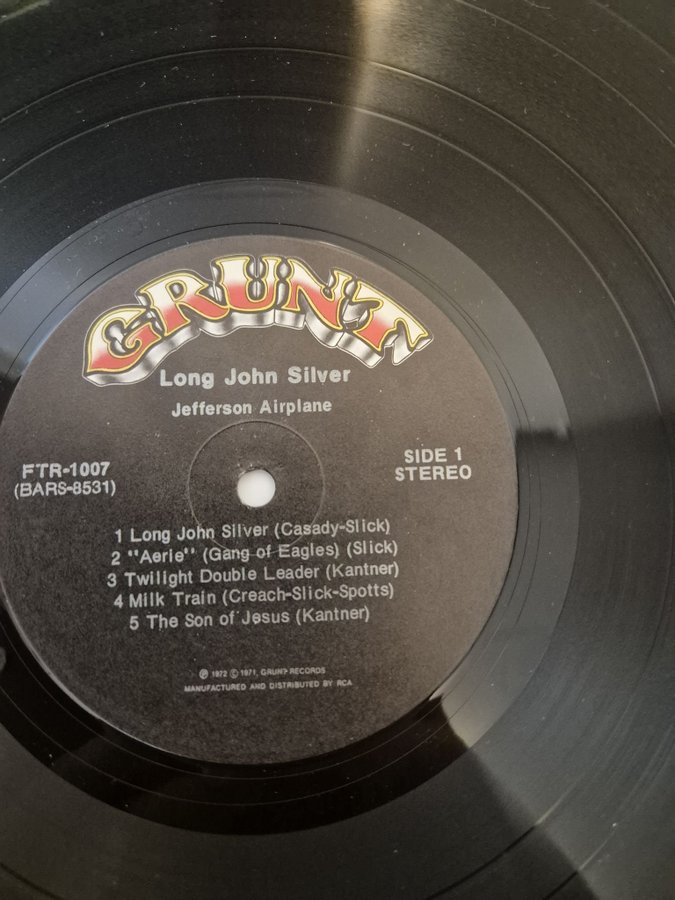 GRUNT
Long John Silver
Jefferson Airplane
FTR-1007
(BARS-8531)
SIDE 1
STEREO
1 Long John Silver (Casady-Slick)
2 "Aerie" (Gang of Eagles) (Slick)
3 Twilight Double Leader (Kantner)
4 Milk Train (Creach-Slick-Spotts)
5 The Son of Jesus (Kantner)
℗ 1972 © 1971, GRUNT RECORDS
MANUFACTURED AND DISTRIBUTED BY RCA